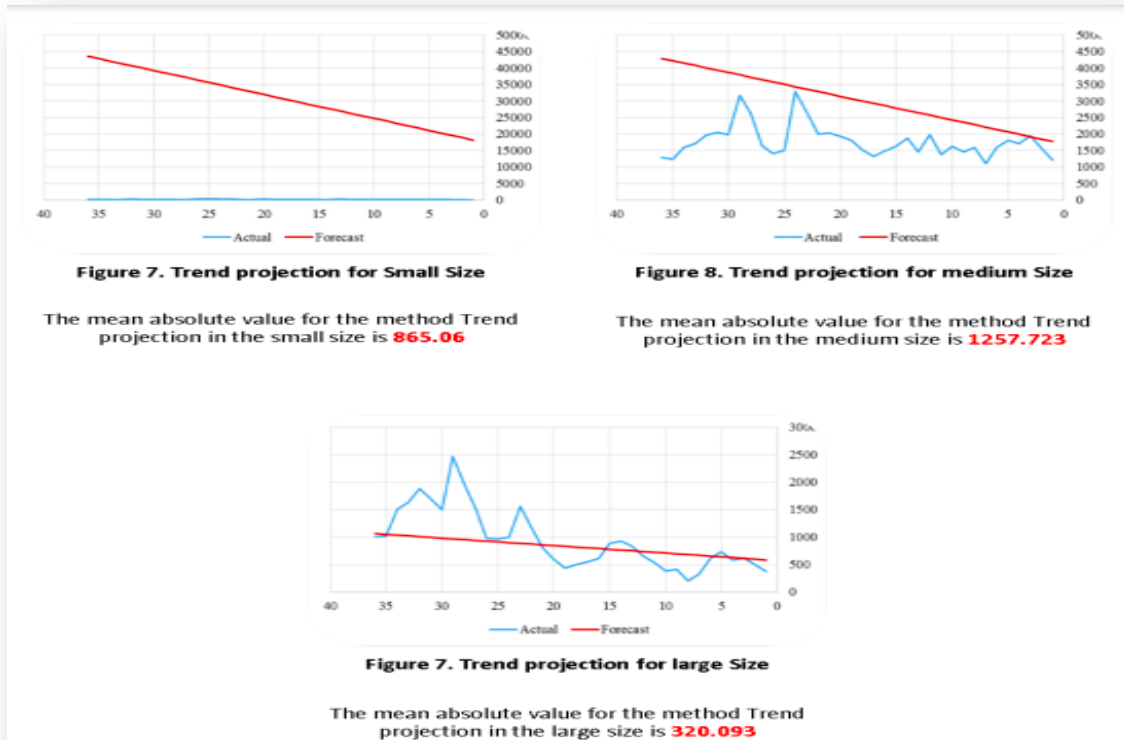 5000
45000
40000
35000
30000
25000
20000
15000
10000
5000
0
40 35 30 25 20 15 10 5 0
Actual Forecast
Figure 7. Trend projection for Small Size
The mean absolute value for the method Trend
projection in the small size is 865.06
4500
4000
3500
3000
2500
2000
1500
1000
500
0
40 35 30 25 20 15 10 5 0
Actual Forecast
Figure 8. Trend projection for medium Size
The mean absolute value for the method Trend
projection in the medium size is 1257.723
2500
2000
1500
1000
500
0
40 35 30 25 20 15 10 5 0
Actual Forecast
Figure 7. Trend projection for large Size
The mean absolute value for the method Trend
projection in the large size is 320.093